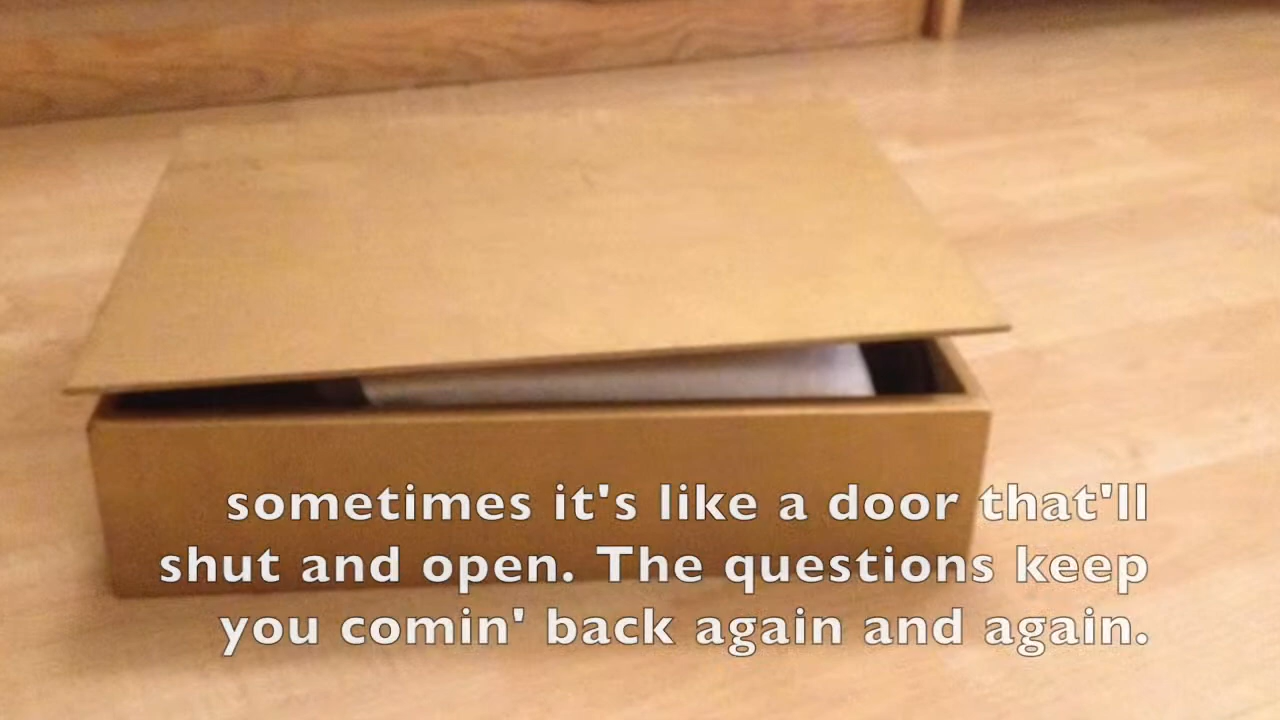 sometimes it's like a door that'll
shut and open. The questions keep
you comin' back again and again.